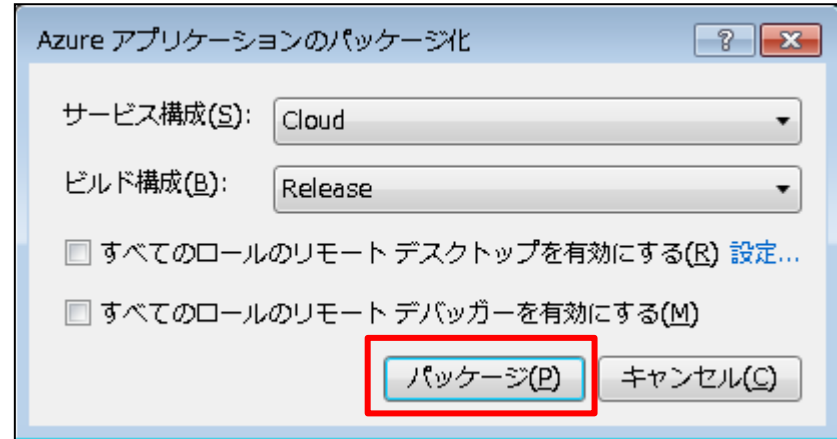 Azure アプリケーションのパッケージ化
サービス構成(S): Cloud
ビルド構成(B): Release
すべてのロールのリモート デスクトップを有効にする(R) 設定...
すべてのロールのリモート デバッガーを有効にする(M)
パッケージ(P) キャンセル(C)